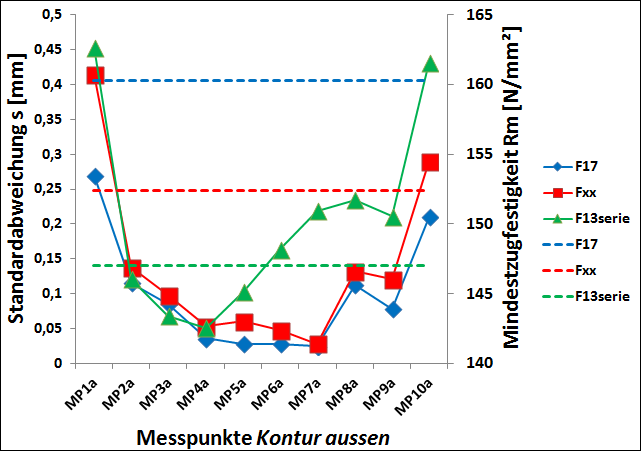 Standardabweichung s [mm]
0,5
0,45
0,4
0,35
0,3
0,25
0,2
0,15
0,1
0,05
0
165
160
155
150
145
140
Mindestzugfestigkeit Rm [N/mm²]
MP1a
MP2a
MP3a
MP4a
MP5a
MP6a
MP7a
MP8a
MP9a
MP10a
Messpunkte Kontur aussen
F17
Fxx
F13serie
F17
Fxx
F13serie